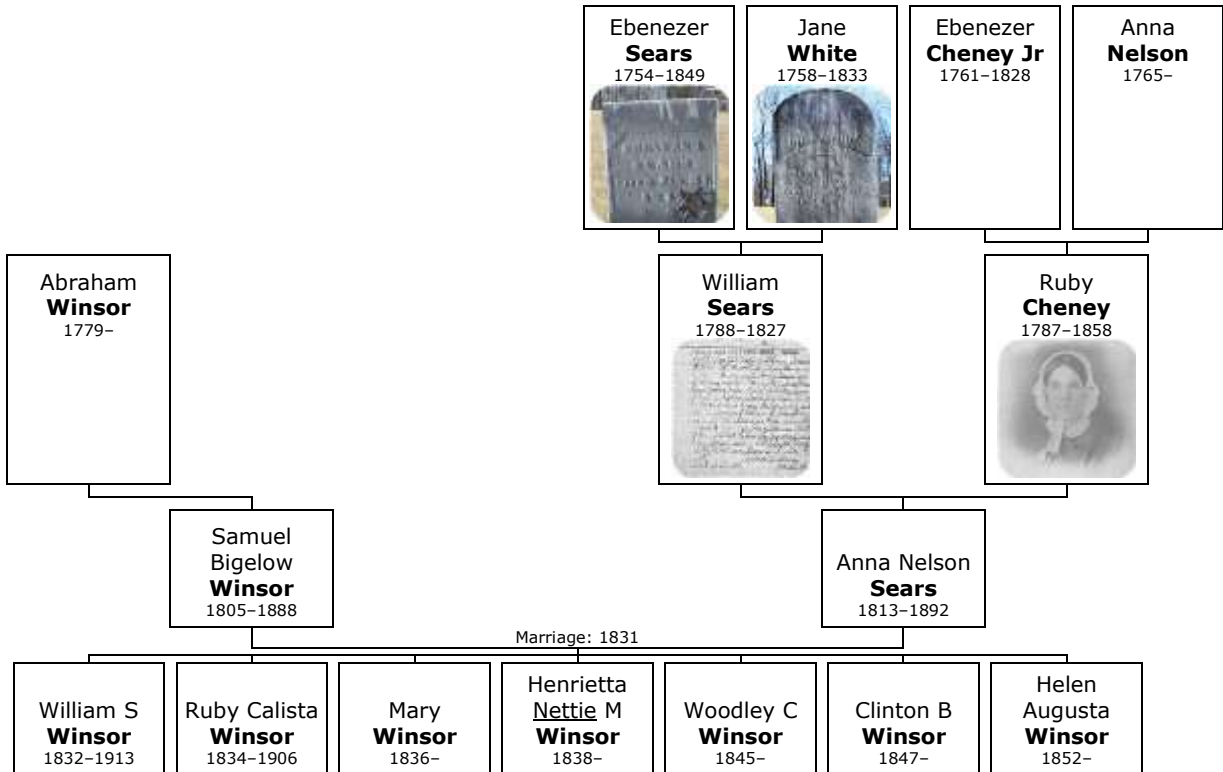 Ebenezer
Sears
1754–1849
Jane
White
1758–1833
Ebenezer
Cheney Jr
1761–1828
Anna
Nelson
1765–
Abraham
Winsor
1779–
William
Sears
1788–1827
Ruby
Cheney
1787–1858
Samuel
Bigelow
Winsor
1805–1888
Anna Nelson
Sears
1813–1892
Marriage: 1831
William S
Winsor
1832–1913
Ruby Calista
Winsor
1834–1906
Mary
Winsor
1836–
Henrietta
Nettie M
Winsor
1838–
Woodley C
Winsor
1845–
Clinton B
Winsor
1847–
Helen
Augusta
Winsor
1852–